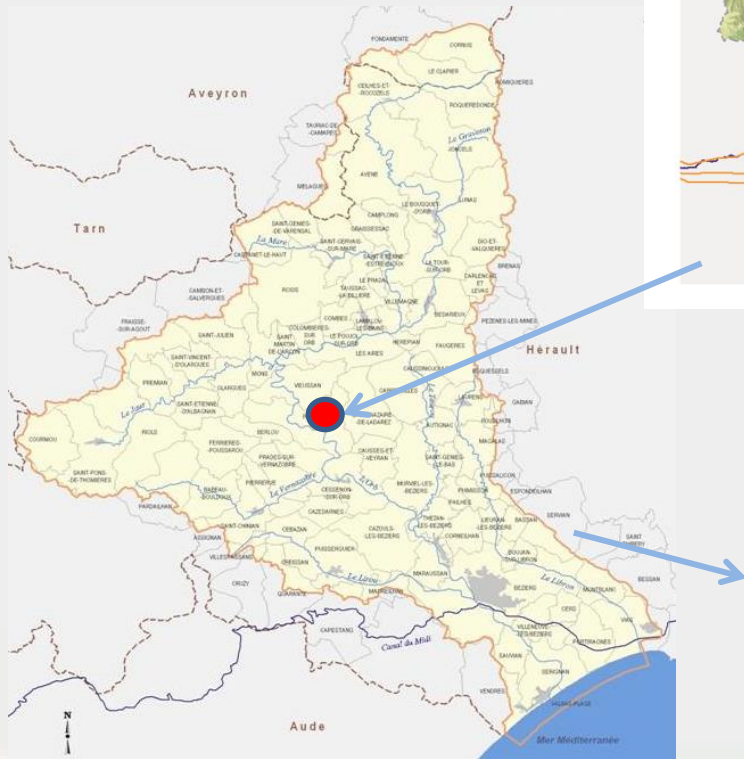 FONDAMENTE
CORNUS
LE CLAPIER
Aveyron
CEILHES-ET-
ROCOZELS
ROMIQUIERES
ROQUEREDONDE
TAURIAC-DE-
CAMARES
Le Graveson
JONCELS
AVENE
MELAGUES
LE BOUSQUET-
D'ORB
LUNAS
Tarn
SAINT-GENIES-
DE-VARENSAL
CAMPLONG
GRAISSESSAC
La Mare
SAINT-GERVAIS-
SUR-MARE
DIO-ET-
VALQUIERES
CASTANET-LE-HAUT
SAINT-ETIENNE-
ESTRECHOUX
LA TOUR-
SUR-ORB
BRENAS
LE PRADAL
CARLENCAS-
ET-
LEVAS
CAMBON-ET-
SALVERGUES
ROSIS
TAUSSAC-
LA-BILLIERE
VILLEMAGNE
FRAISSE-
SUR-AGOUT
COMBES
LAMALOU-
LES-BAINS
BEDARIEUX
PEZENES-LES-MINES
SAINT-JULIEN
COLOMBIERES-
SUR-
ORB
LE POUJOL-
SUR-ORB
SAINT-
MARTIN-
DE-L'ARCON
HEREPIAN
FAUGERES
Hérault
LES AIRES
SAINT-VINCENT-
D'OLARGUES
MONS
PREMIAN
OLARGUES
VIEUSSAN
ROQUESSELS
Le Jaur
SAINT-ETIENNE-
D'ALBAGNAN
LAURENS
GABIAN
COURNIOU
RIOLS
BERLOU
-NAZAIRE-
DE-LADAREZ
AUTIGNAC
MAGALAS
FERRIERES-
POUSSAROU
CAUSSES-ET-
VEYRAN
SAINT-GENIES-
LE-BAS
PRADES-SUR-
VERNAZOBRE
SAINT-PONS-
DE-THOMIERES
PIERRERUE
PUISSALICON
Le Vernazobre
L'Orb
MURVIEL-LES-
BEZIERS
ESPONDEILHAN
BABEAU-
BOULDOUX
CESSENON-
SUR-ORB
PUIMISSON
PAILHES
PARDAILHAN
CAZEDARNES
SERVIAN
SAINT-CHINIAN
CEBAZAN
CAZOULS-
LES-BEZIERS
THEZAN-
LES-BEZIERS
LIEURAN-
LES-BEZIERS
BASSAN
ASSIGNAN
CORNEILHAN
SAINT-
THIBERY
PUISSERGUIER
BOUJAN-
SUR-LIBRON
VILLESPASSANS
CREISSAN
Le Lirou
MARAUSSAN
Le Libron
BESSAN
CRUZY
QUARANTE
MAUREILHAN
BEZIERS
MONTBLANC
CERS
VIAS
CAPESTANG
VILLENEUVE-
LES-BEZIERS
Canal du Midi
PORTIRAGNES
SAUVIAN
SERIGNAN
VENDRES
VALRAS-PLAGE
N
Aude
Mer Méditerranée